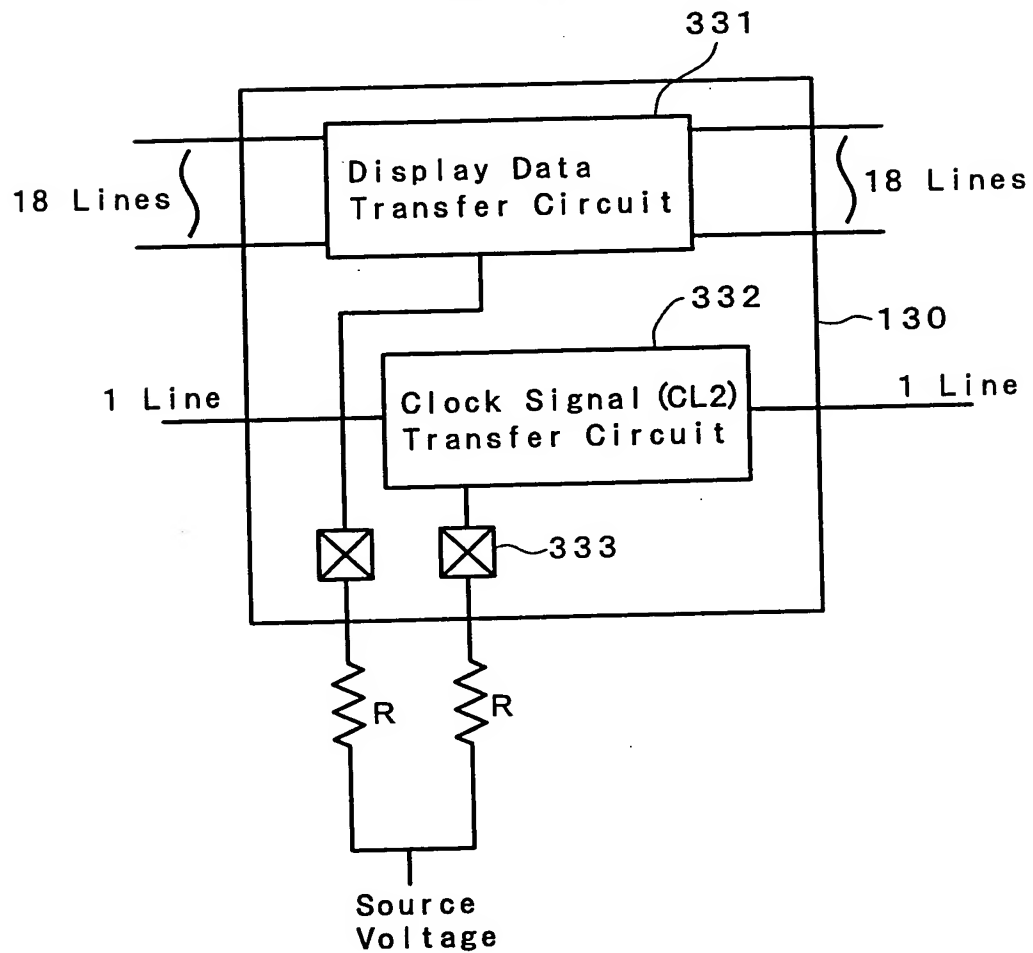 331
Display Data
Transfer Circuit
18 Lines
18 Lines
332
130
1 Line
Clock Signal (CL2)
Transfer Circuit
1 Line
333
R
R
Source
Voltage